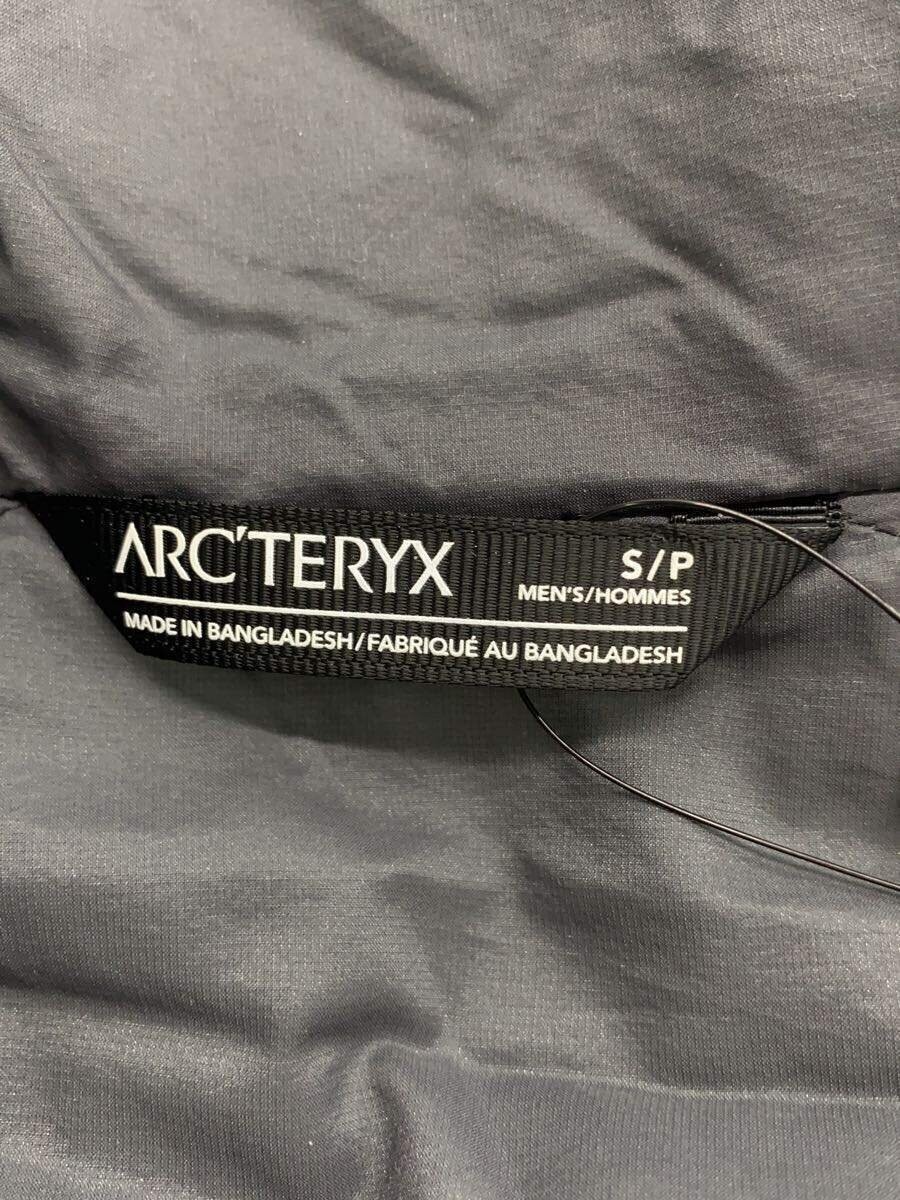 ARC'TERYX
S/P
MEN'S/HOMMES
MADE IN BANGLADESH/FABRIQUÉ AU BANGLADESH